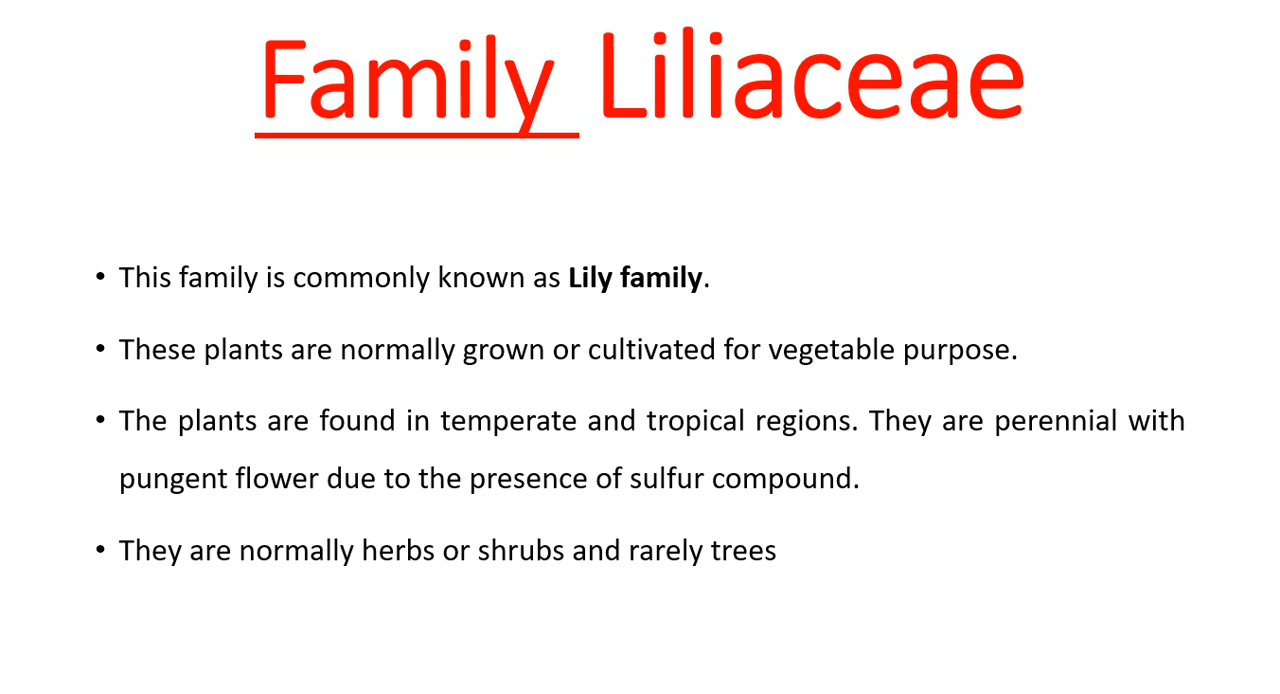 Family Liliaceae
• This family is commonly known as Lily family.
• These plants are normally grown or cultivated for vegetable purpose.
• The plants are found in temperate and tropical regions. They are perennial with
pungent flower due to the presence of sulfur compound.
• They are normally herbs or shrubs and rarely trees